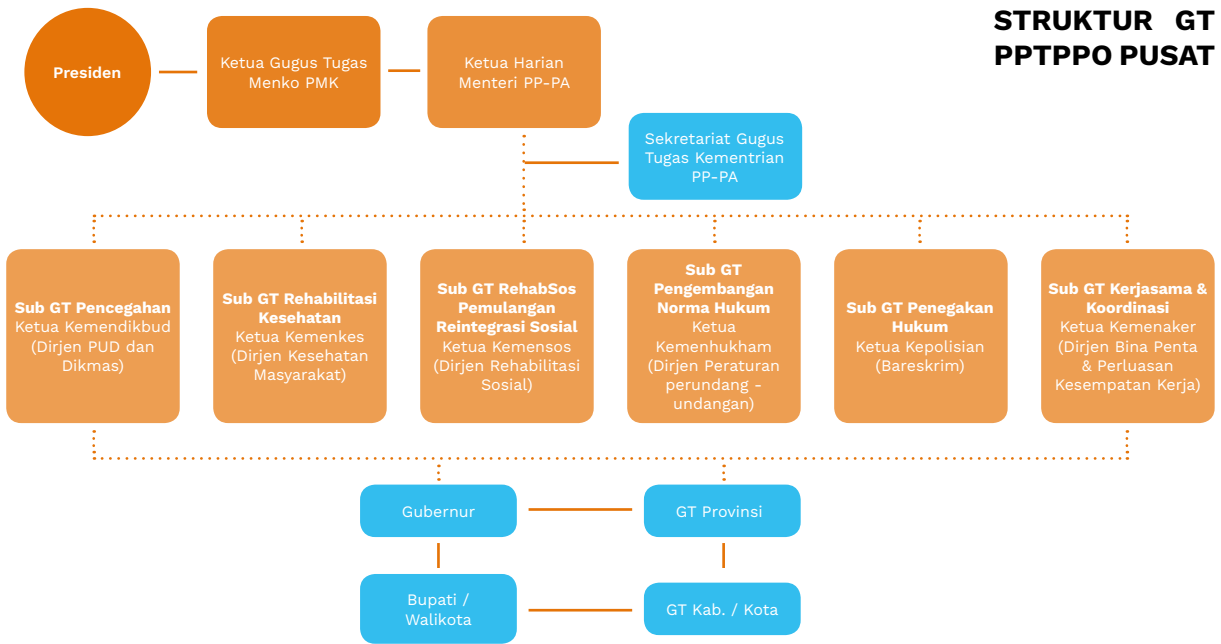 STRUKTUR GT
PPTPPO PUSAT
Presiden
Ketua Gugus Tugas
Menko PMK
Ketua Harian
Menteri PP-PA
Sekretariat Gugus
Tugas Kementrian
PP-PA
Sub GT Pencegahan
Ketua Kemendikbud
(Dirjen PUD dan
Dikmas)
Sub GT Rehabilitasi
Kesehatan
Ketua Kemenkes
(Dirjen Kesehatan
Masyarakat)
Sub GT RehabSos
Pemulangan
Reintegrasi Sosial
Ketua Kemensos
(Dirjen Rehabilitasi
Sosial)
Sub GT
Pengembangan
Norma Hukum
Ketua
Kemenhukham
(Dirjen Peraturan
perundang -
undangan)
Sub GT Penegakan
Hukum
Ketua Kepolisian
(Bareskrim)
Sub GT Kerjasama &
Koordinasi
Ketua Kemenaker
(Dirjen Bina Penta
& Perluasan
Kesempatan Kerja)
Gubernur
GT Provinsi
Bupati /
Walikota
GT Kab. / Kota